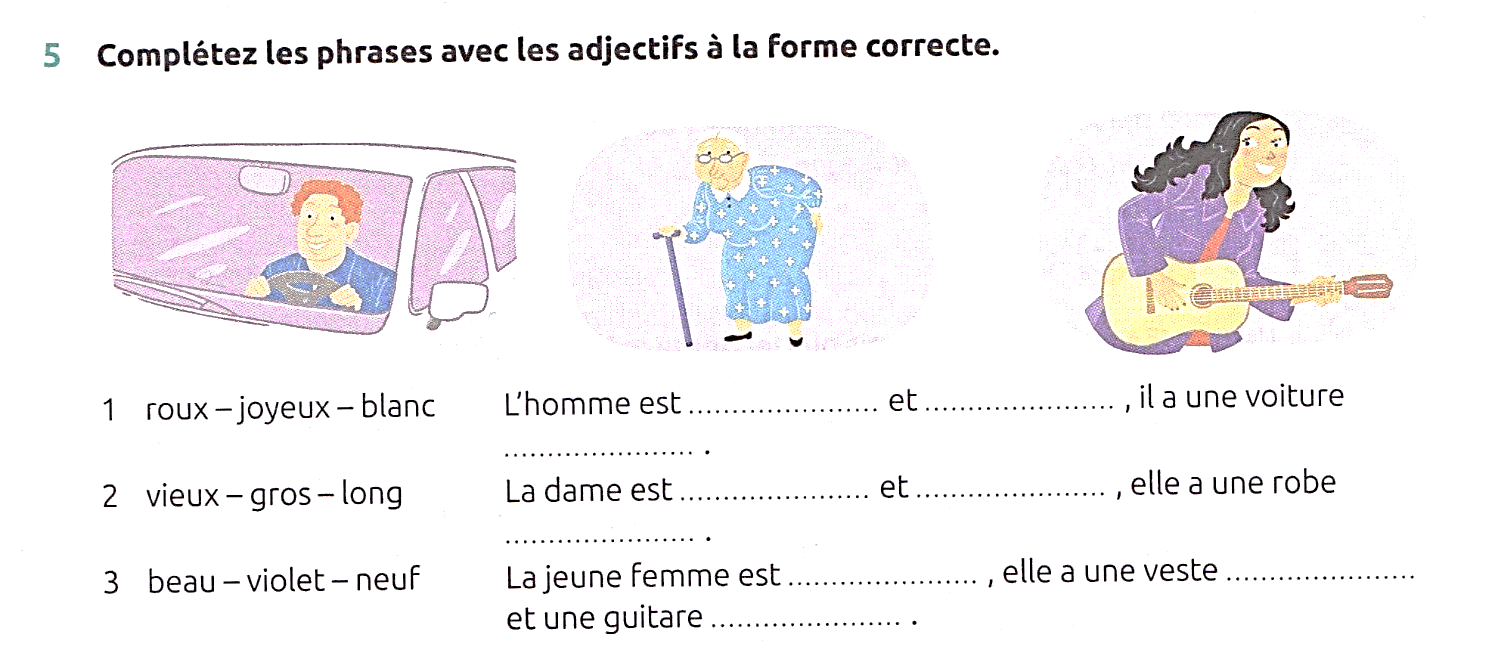 5 Complétez les phrases avec les adjectifs à la forme correcte.
1 roux – joyeux – blanc L'homme est ...................... et ...................... , il a une voiture
...................... .
2 vieux – gros – long La dame est ...................... et ...................... , elle a une robe
...................... .
3 beau – violet – neuf La jeune femme est ...................... , elle a une veste ......................
et une guitare ...................... .